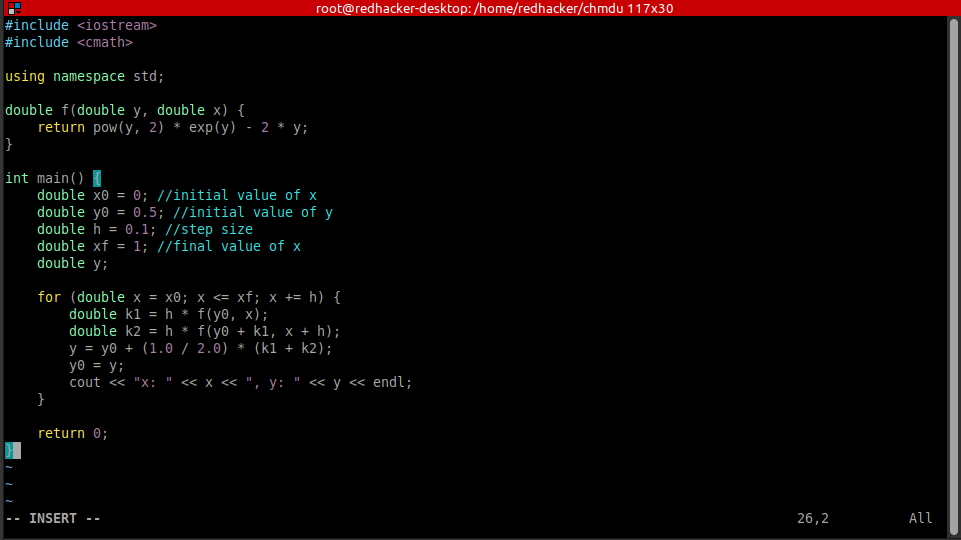 root@redhacker-desktop: /home/redhacker/chmdu 117x30
#include <iostream>
#include <cmath>

using namespace std;

double f(double y, double x) {
    return pow(y, 2) * exp(y) - 2 * y;
}

int main() {
    double x0 = 0; //initial value of x
    double y0 = 0.5; //initial value of y
    double h = 0.1; //step size
    double xf = 1; //final value of x
    double y;

    for (double x = x0; x <= xf; x += h) {
        double k1 = h * f(y0, x);
        double k2 = h * f(y0 + k1, x + h);
        y = y0 + (1.0 / 2.0) * (k1 + k2);
        y0 = y;
        cout << "x: " << x << ", y: " << y << endl;
    }

    return 0;
}
~
~
~
-- INSERT -- 26,2 All